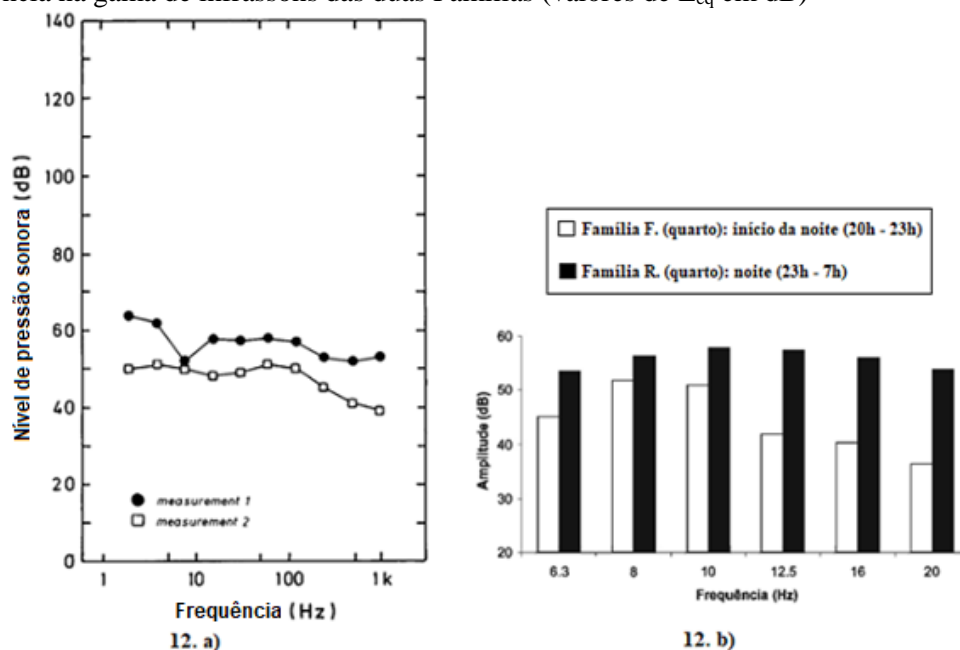 ência na gama de infrassons das duas Famílias (valores de Leq em dB)
140
120
100
80
60
40
20
0
Nível de pressão sonora (dB)
measurement 1
measurement 2
1 10 100 1k
Frequência (Hz)
12. a)
Família F. (quarto): início da noite (20h - 23h)
Família R. (quarto): noite (23h - 7h)
60
50
40
30
20
Amplitude (dB)
6.3 8 10 12.5 16 20
Frequência (Hz)
12. b)